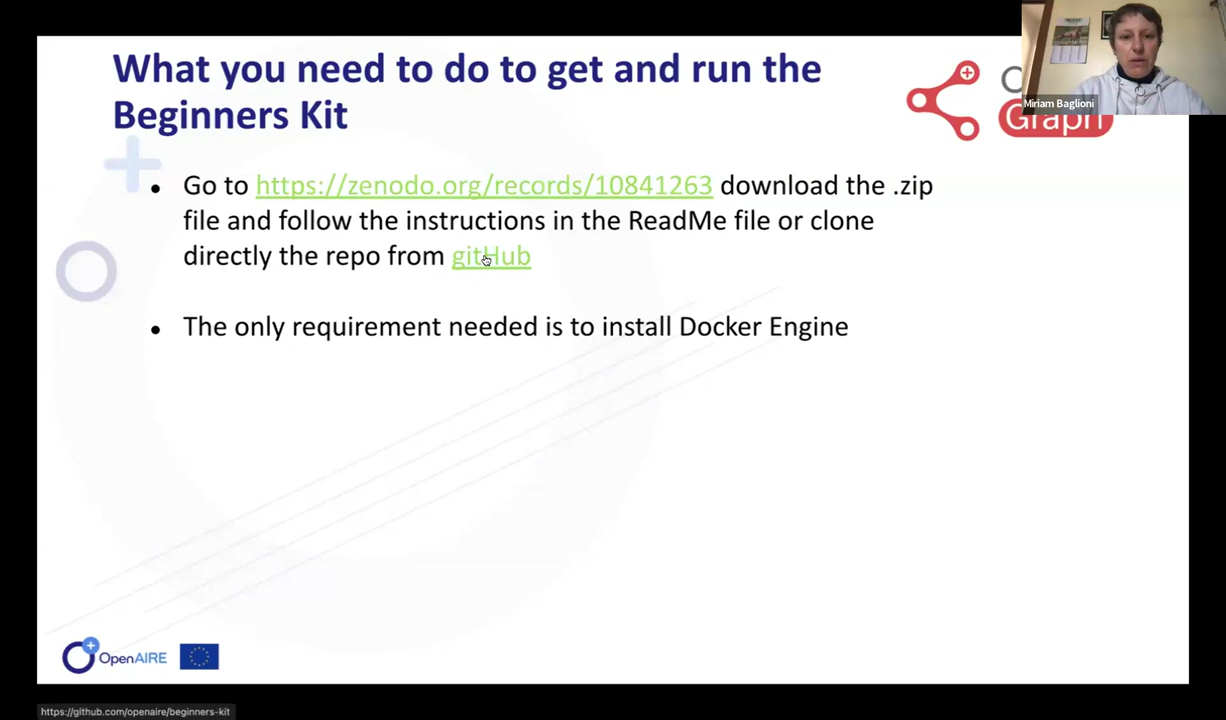 What you need to do to get and run the
Beginners Kit
Graph
Miriam Baglioni
● Go to https://zenodo.org/records/10841263 download the .zip
file and follow the instructions in the ReadMe file or clone
directly the repo from gitHub
● The only requirement needed is to install Docker Engine
OpenAIRE
https://github.com/openaire/beginners-kit